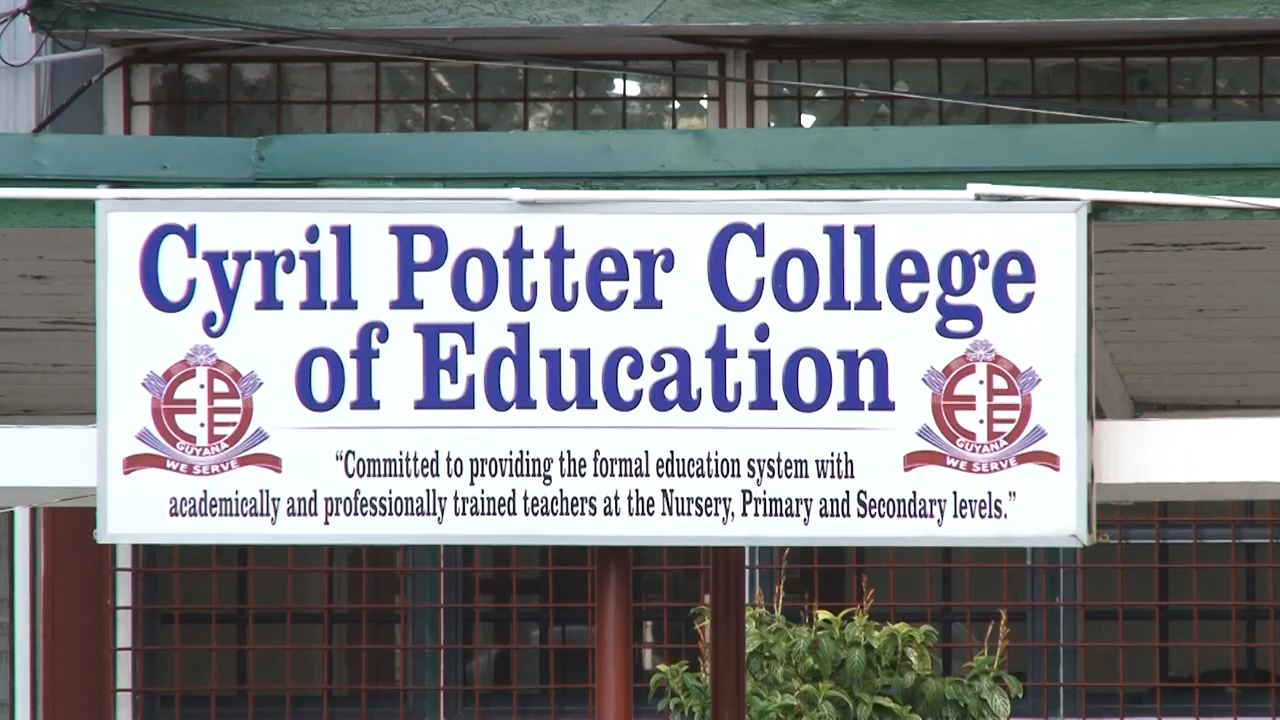 Cyril Potter College
of Education
C.P.
C.E
GUYANA
WE SERVE
C.P.
C.E
GUYANA
WE SERVE
“Committed to providing the formal education system with
academically and professionally trained teachers at the Nursery, Primary and Secondary levels.”